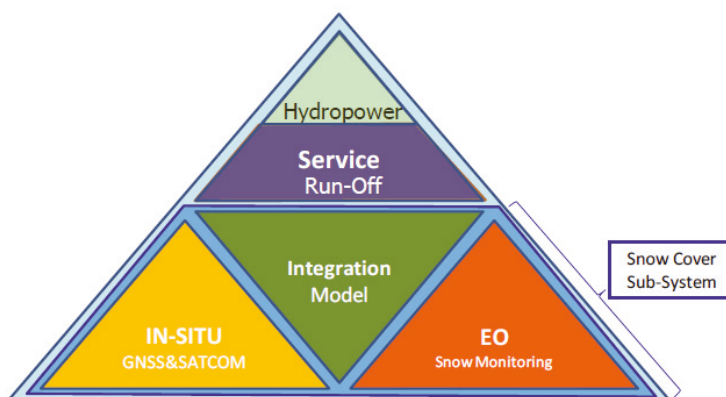 Hydropower
Service
Run-Off
Integration
Model
IN-SITU
GNSS&SATCOM
EO
Snow Monitoring
Snow Cover
Sub-System